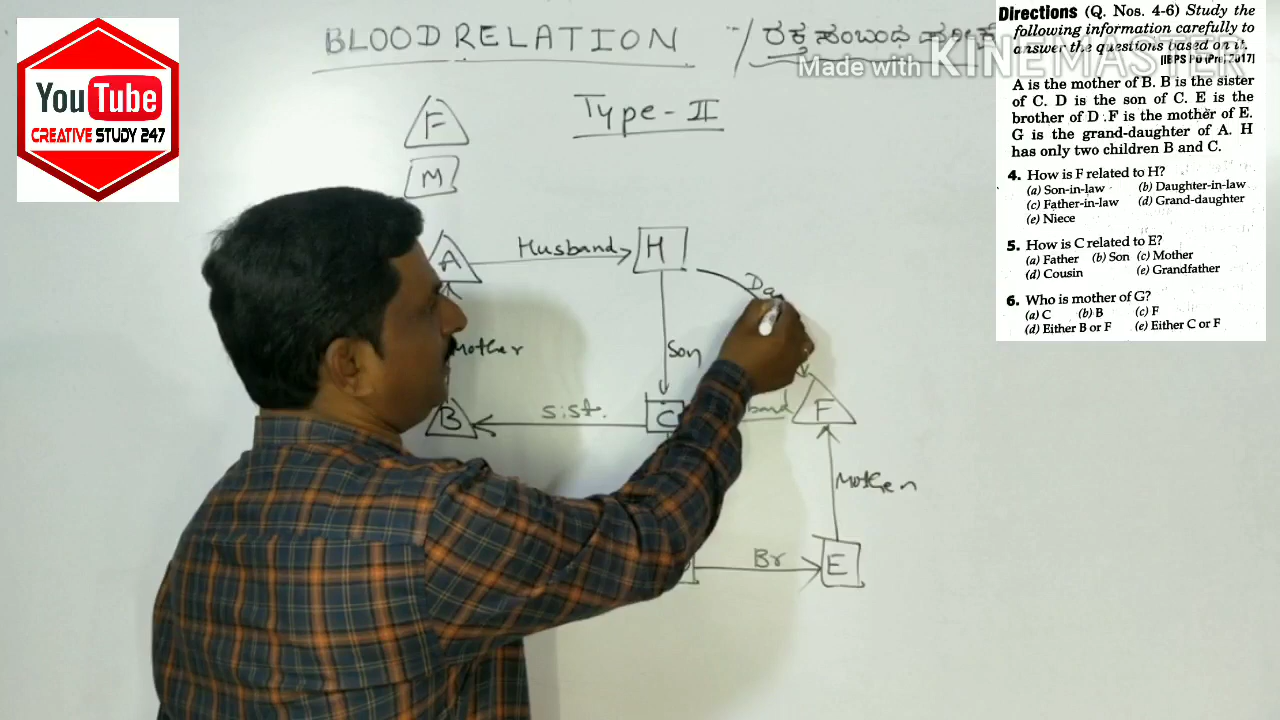 BLOOD RELATION -/ ರಕ್ತ ಸಂಬಂಧ
Made with KINEMASTER
You Tube
CREATIVE STUDY 247
F
Type - II
M
A
Husband
H
Da
Mother
Son
B
sist.
C
band
F
Mother
Br
E
Directions (Q. Nos. 4-6) Study the
following information carefully to
answer the questions based on it.
[IBPS PO (Pre) 2017]
A is the mother of B. B is the sister
of C. D is the son of C. E is the
brother of D .F is the mother of E.
G is the grand-daughter of A. H
has only two children B and C.
4. How is F related to H?
(a) Son-in-law (b) Daughter-in-law
(c) Father-in-law (d) Grand-daughter
(e) Niece
5. How is C related to E?
(a) Father (b) Son (c) Mother
(d) Cousin (e) Grandfather
6. Who is mother of G?
(a) C (b) B (c) F
(d) Either B or F (e) Either C or F